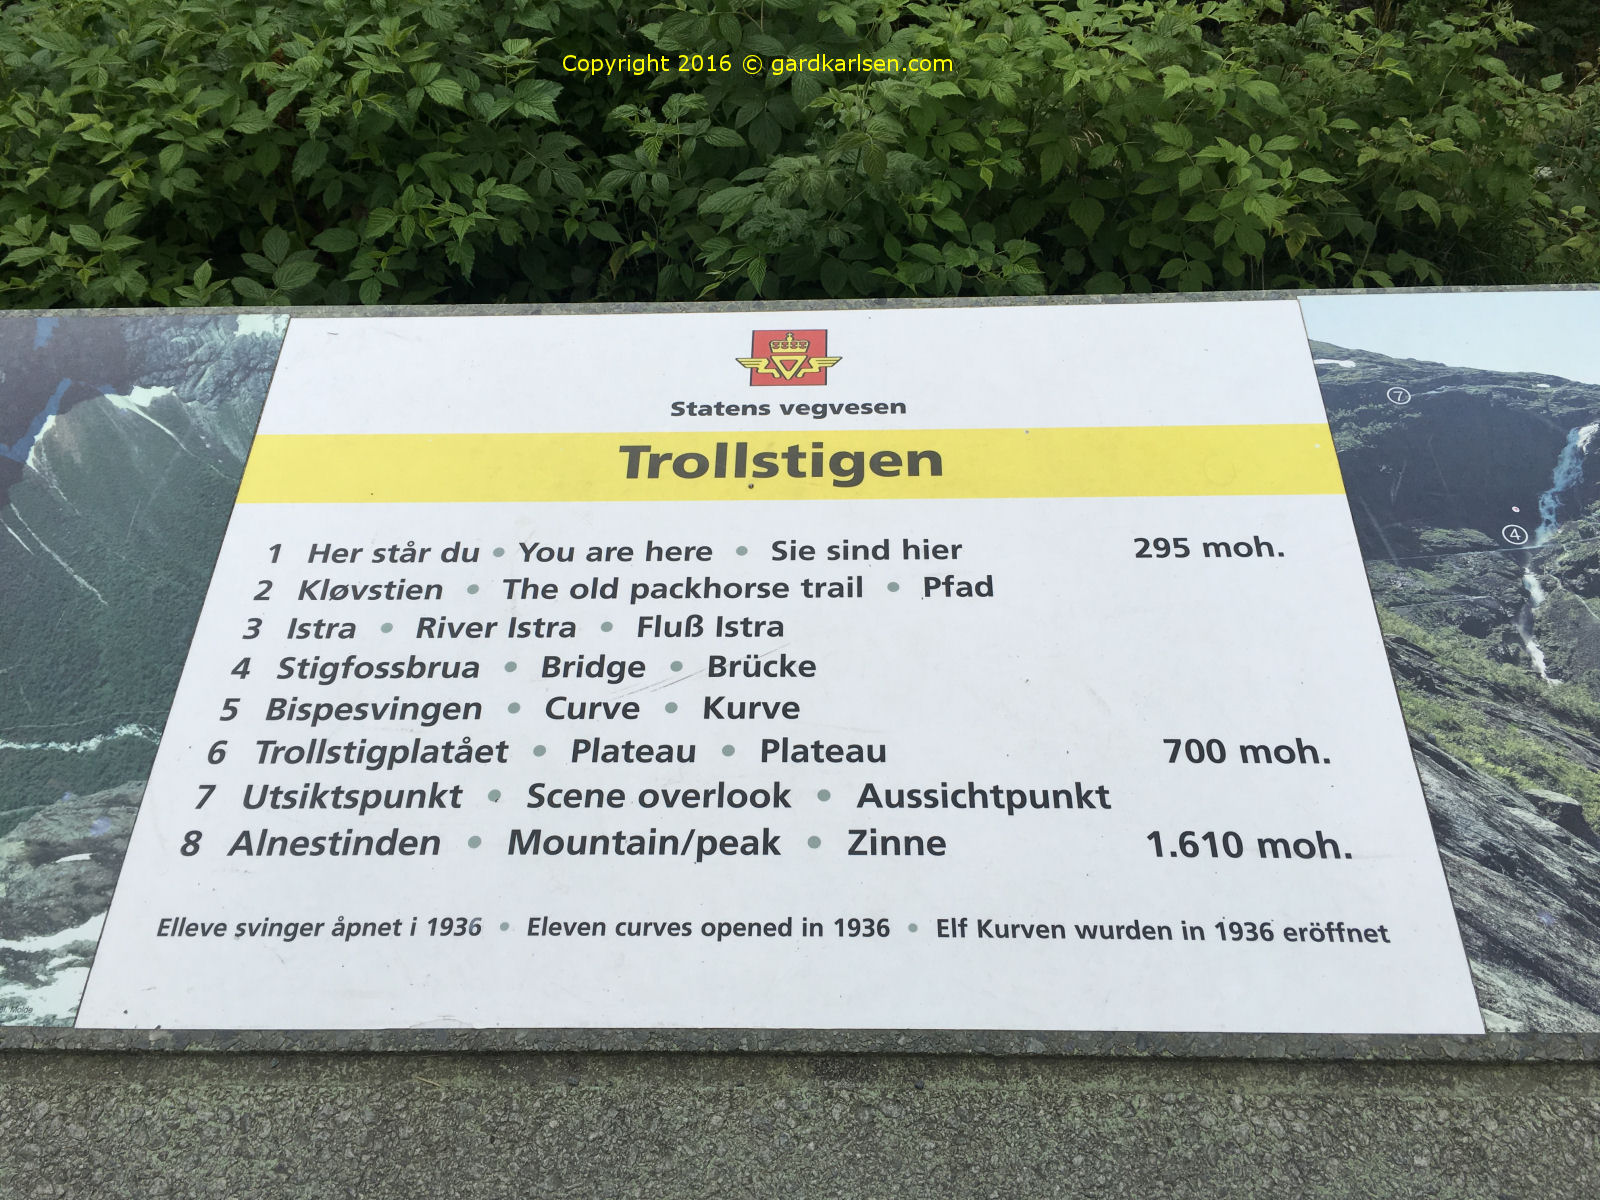 Copyright 2016 © gardkarlsen.com
Statens vegvesen
Trollstigen
1 Her står du • You are here • Sie sind hier 295 moh.
2 Kløvstien • The old packhorse trail • Pfad
3 Istra • River Istra • Fluß Istra
4 Stigfossbrua • Bridge • Brücke
5 Bispesvingen • Curve • Kurve
6 Trollstigplatået • Plateau • Plateau 700 moh.
7 Utsiktspunkt • Scene overlook • Aussichtpunkt
8 Alnestinden • Mountain/peak • Zinne 1.610 moh.
Elleve svinger åpnet i 1936 • Eleven curves opened in 1936 • Elf Kurven wurden in 1936 eröffnet
7
4
Molde